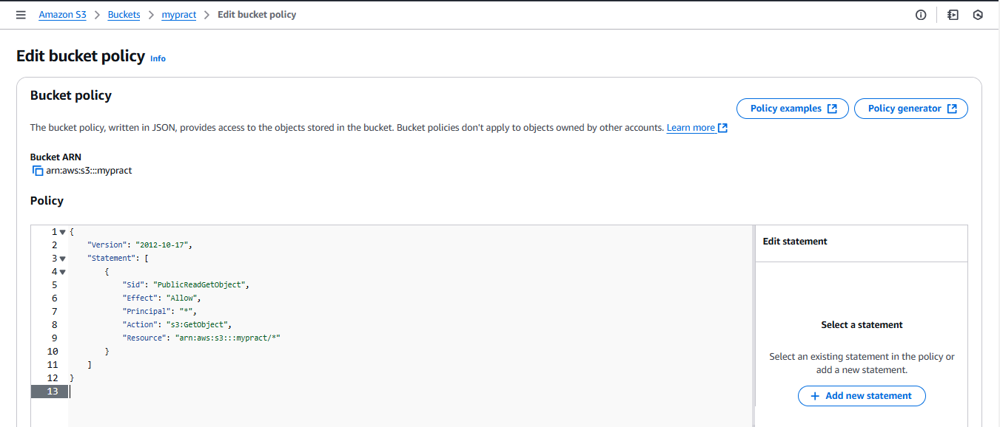 Amazon S3 > Buckets > mypract > Edit bucket policy
Edit bucket policy Info
Bucket policy
Policy examples
Policy generator
The bucket policy, written in JSON, provides access to the objects stored in the bucket. Bucket policies don't apply to objects owned by other accounts. Learn more
Bucket ARN
arn:aws:s3:::mypract
Policy
1 {
2 "Version": "2012-10-17",
3 "Statement": [
4 {
5 "Sid": "PublicReadGetObject",
6 "Effect": "Allow",
7 "Principal": "*",
8 "Action": "s3:GetObject",
9 "Resource": "arn:aws:s3:::mypract/*"
10 }
11 ]
12 }
13
Edit statement
Select a statement
Select an existing statement in the policy or
add a new statement.
+ Add new statement